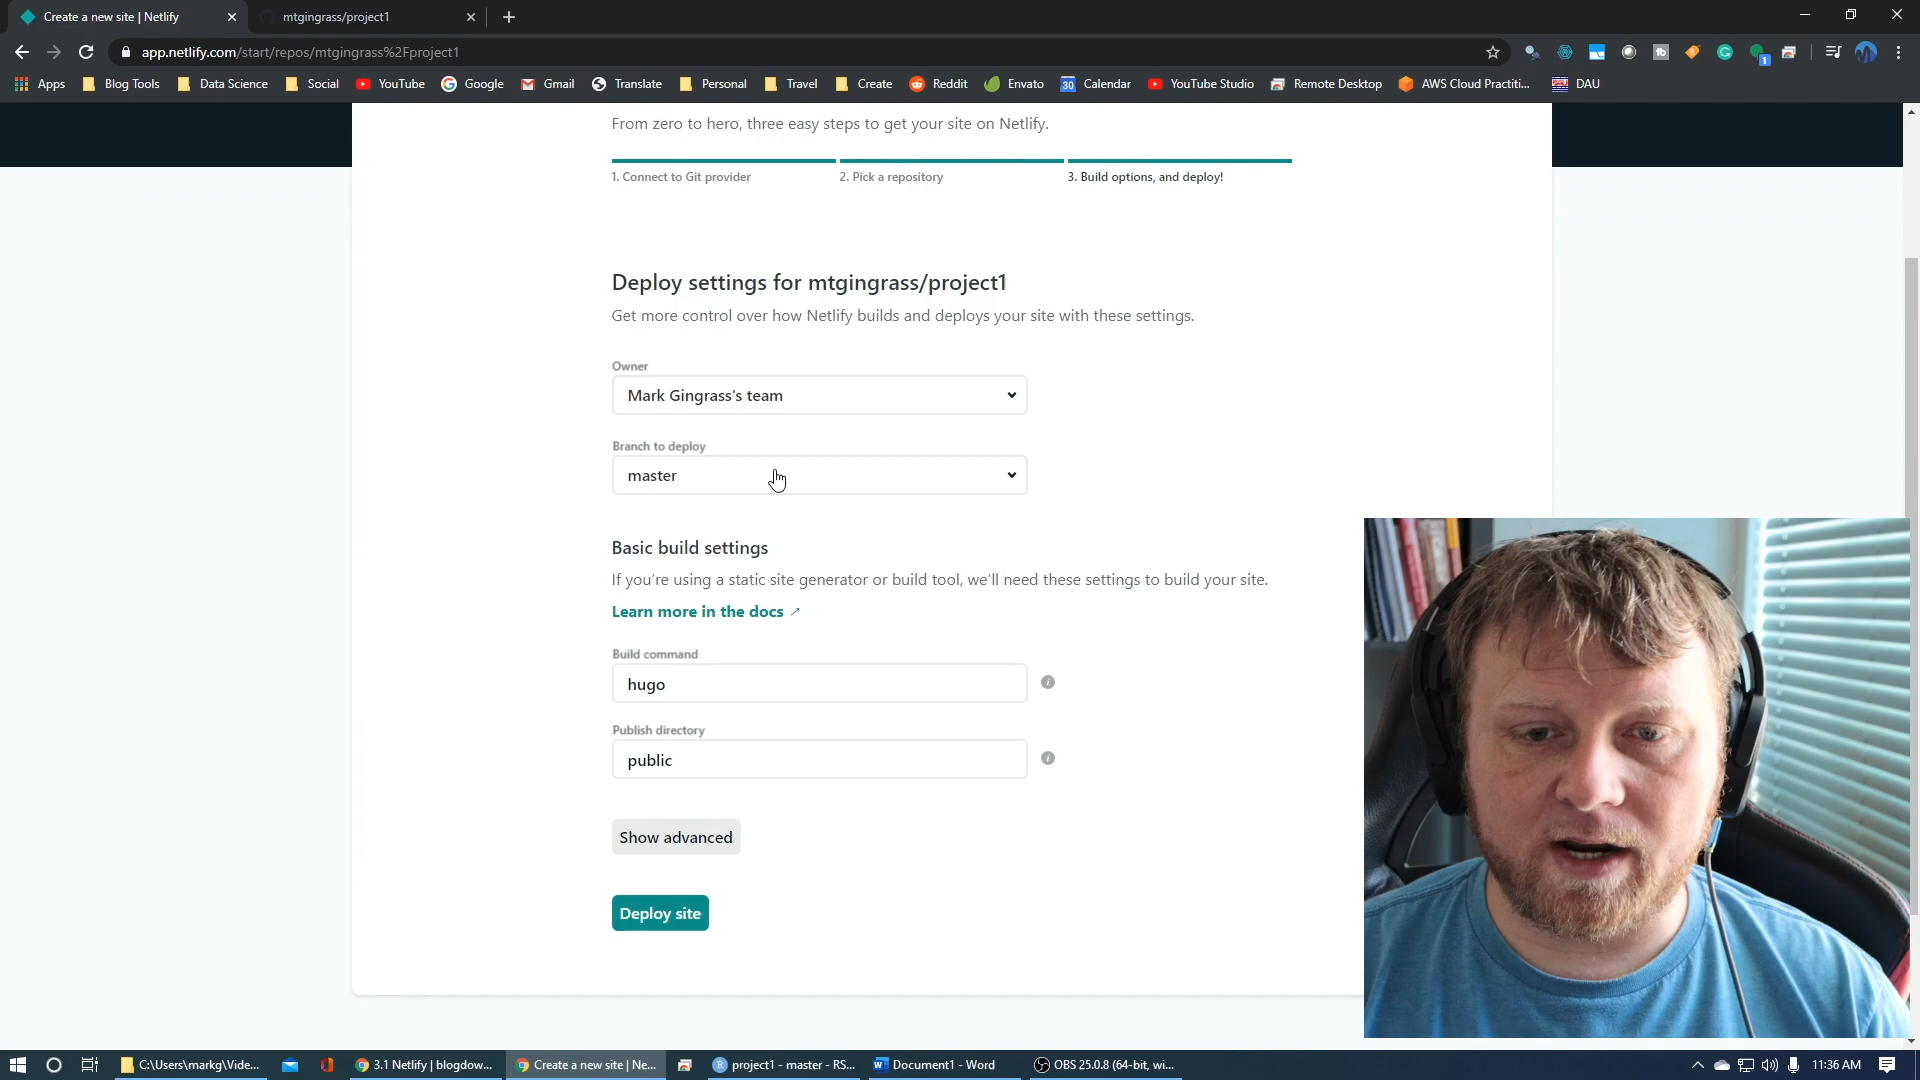 Create a new site | Netlify
mtgingrass/project1
app.netlify.com/start/repos/mtgingrass%2Fproject1
Apps
Blog Tools
Data Science
Social
YouTube
Google
Gmail
Translate
Personal
Travel
Create
Reddit
Envato
30
Calendar
YouTube Studio
Remote Desktop
AWS Cloud Practiti...
DAU
From zero to hero, three easy steps to get your site on Netlify.
1. Connect to Git provider
2. Pick a repository
3. Build options, and deploy!
Deploy settings for mtgingrass/project1
Get more control over how Netlify builds and deploys your site with these settings.
Owner
Mark Gingrass's team
Branch to deploy
master
Basic build settings
If you're using a static site generator or build tool, we'll need these settings to build your site.
Learn more in the docs
Build command
hugo
Publish directory
public
Show advanced
Deploy site
C:\Users\markg\Vide...
3.1 Netlify | blogdow...
Create a new site | Ne...
project1 - master - RS...
Document1 - Word
OBS 25.0.8 (64-bit, wi...
11:36 AM